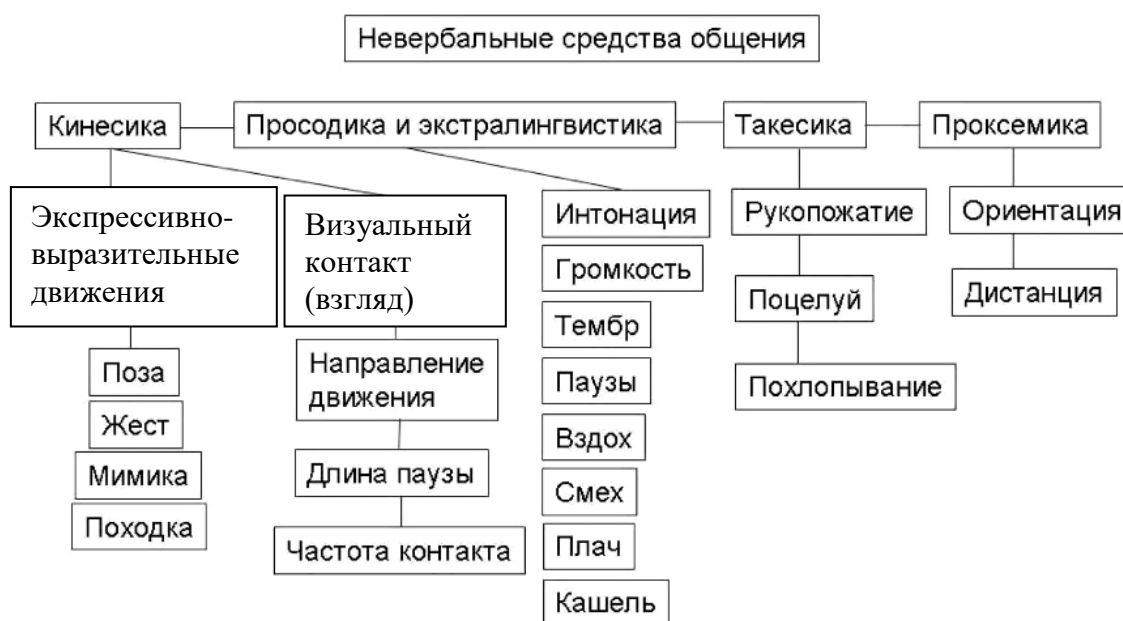 Невербальные средства общения
Кинесика
Просодика и экстралингвистика
Такесика
Проксемика
Экспрессивно-
выразительные
движения
Поза
Жест
Мимика
Походка
Визуальный
контакт
(взгляд)
Направление
движения
Длина паузы
Частота контакта
Интонация
Громкость
Тембр
Паузы
Вздох
Смех
Плач
Кашель
Рукопожатие
Поцелуй
Похлопывание
Ориентация
Дистанция